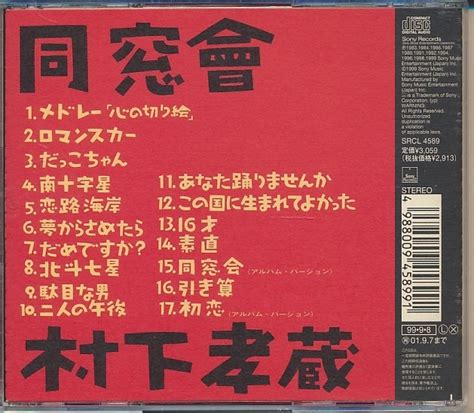 同窓會
1.メドレー「心の切り絵」
2.ロマンスカー
3.だっこちゃん
4.南十字星
5.恋路海岸
6.夢からさめたら
7.だめですか?
8.北斗七星
9.駄目な男
10.二人の午後
11.あなた踊りませんか
12.この国に生まれてよかった
13.16才
14.素直
15.同窓会(アルバム・バージョン)
16.引き算
17.初恋(アルバム・バージョン)
村下孝蔵
COMPACT
disc
DIGITAL AUDIO
Sony Records
SRCL 4589
定価¥3,059
(税抜価格¥2,913)
STEREO
4988009458991
99・9・8
01.9.7まで